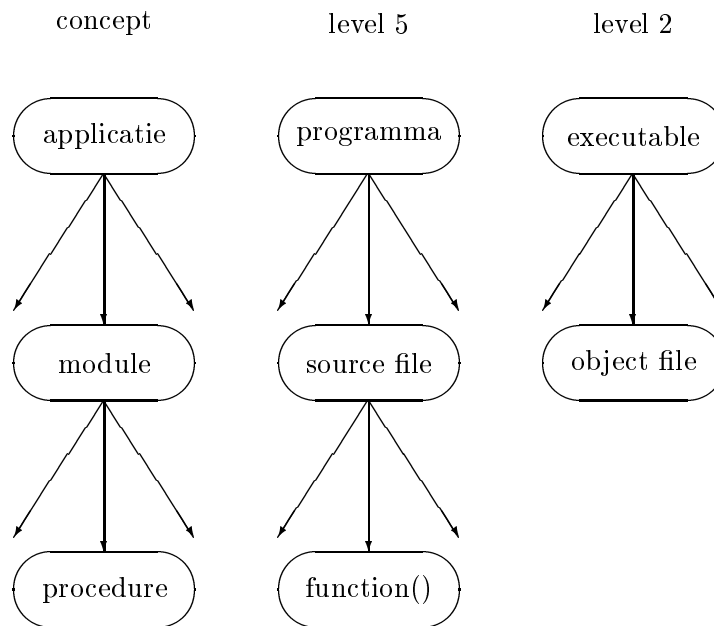 concept level 5 level 2
applicatie programma executable
module source file object file
procedure function()